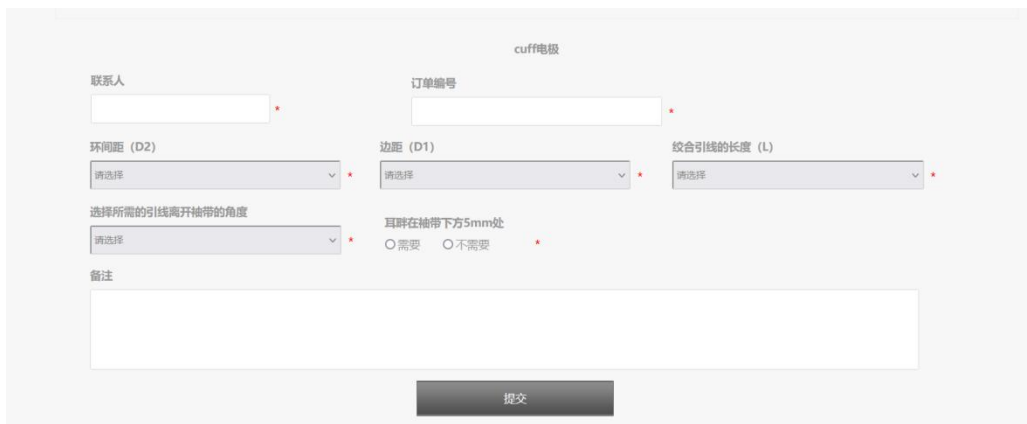 cuff电极
联系人 订单编号
* *
环间距（D2） 边距（D1） 绞合引线的长度（L）
请选择 * 请选择 * 请选择 *
选择所需的引线离开袖带的角度 耳畔在袖带下方5mm处
请选择 * 需要 不需要 *
备注
提交